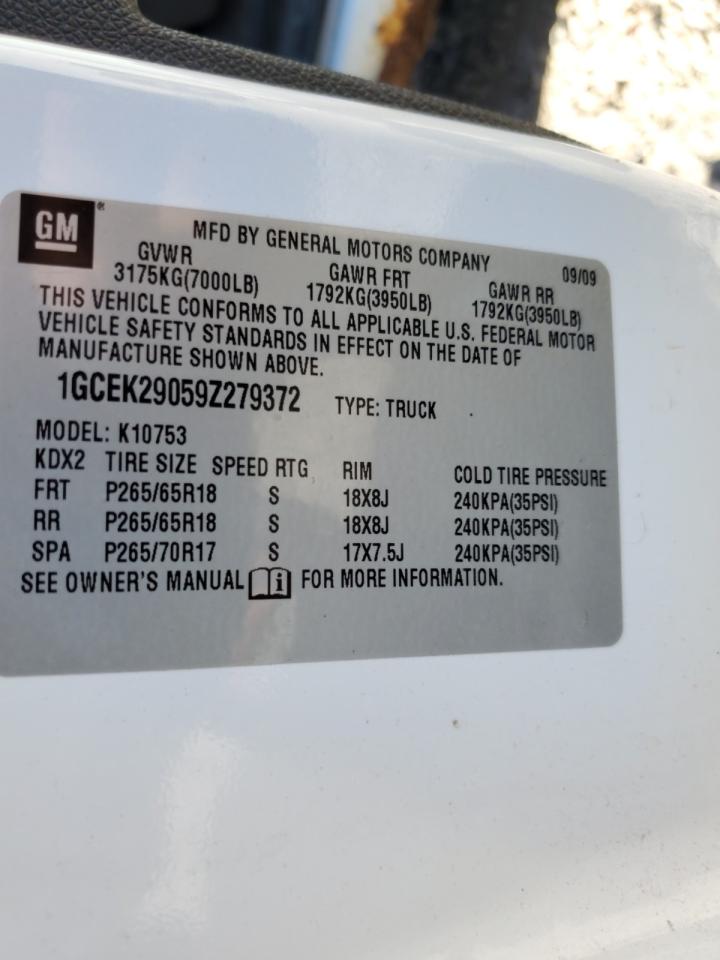 GM®
MFD BY GENERAL MOTORS COMPANY 09/09
GVWR GAWR FRT GAWR RR
3175KG(7000LB) 1792KG(3950LB) 1792KG(3950LB)
THIS VEHICLE CONFORMS TO ALL APPLICABLE U.S. FEDERAL MOTOR
VEHICLE SAFETY STANDARDS IN EFFECT ON THE DATE OF
MANUFACTURE SHOWN ABOVE.
1GCEK29059Z279372 TYPE: TRUCK
MODEL: K10753
KDX2 TIRE SIZE SPEED RTG RIM COLD TIRE PRESSURE
FRT P265/65R18 S 18X8J 240KPA(35PSI)
RR P265/65R18 S 18X8J 240KPA(35PSI)
SPA P265/70R17 S 17X7.5J 240KPA(35PSI)
SEE OWNER'S MANUAL i FOR MORE INFORMATION.